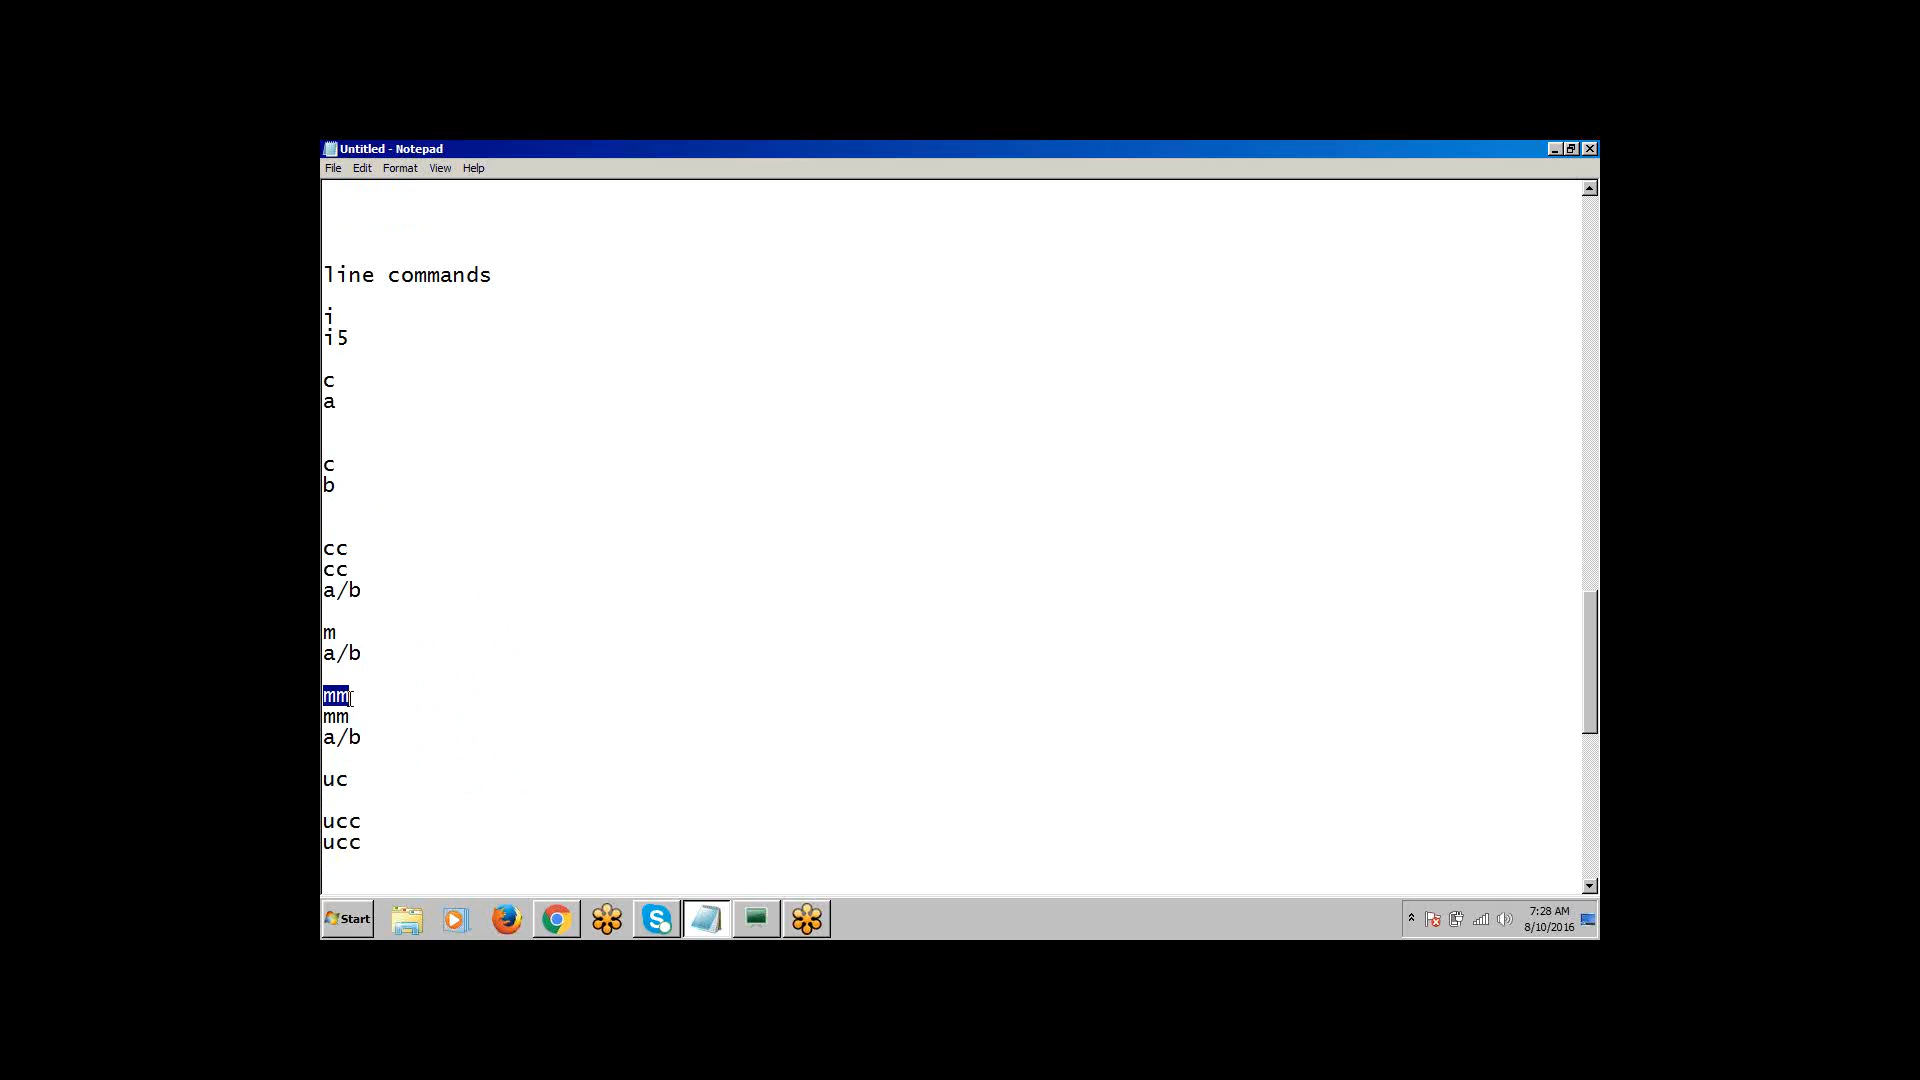 Untitled - Notepad
File Edit Format View Help
line commands
i
i5
c
a
c
b
cc
cc
a/b
m
a/b
mm
mm
a/b
uc
ucc
ucc
Start
7:28 AM
8/10/2016